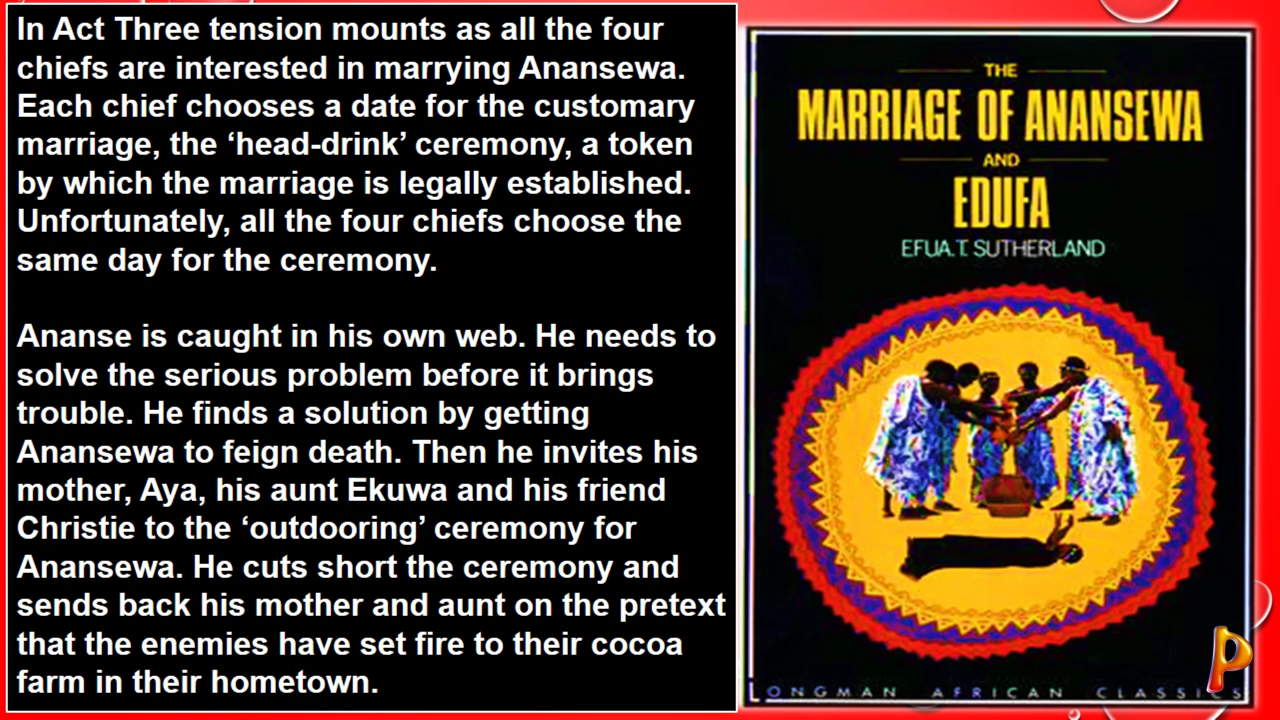 In Act Three tension mounts as all the four
chiefs are interested in marrying Anansewa.
Each chief chooses a date for the customary
marriage, the ‘head-drink’ ceremony, a token
by which the marriage is legally established.
Unfortunately, all the four chiefs choose the
same day for the ceremony.
Ananse is caught in his own web. He needs to
solve the serious problem before it brings
trouble. He finds a solution by getting
Anansewa to feign death. Then he invites his
mother, Aya, his aunt Ekuwa and his friend
Christie to the ‘outdooring’ ceremony for
Anansewa. He cuts short the ceremony and
sends back his mother and aunt on the pretext
that the enemies have set fire to their cocoa
farm in their hometown.
THE
MARRIAGE OF ANANSEWA
AND
EDUFA
EFUA.T. SUTHERLAND
LONGMAN AFRICAN CLASSICS
P